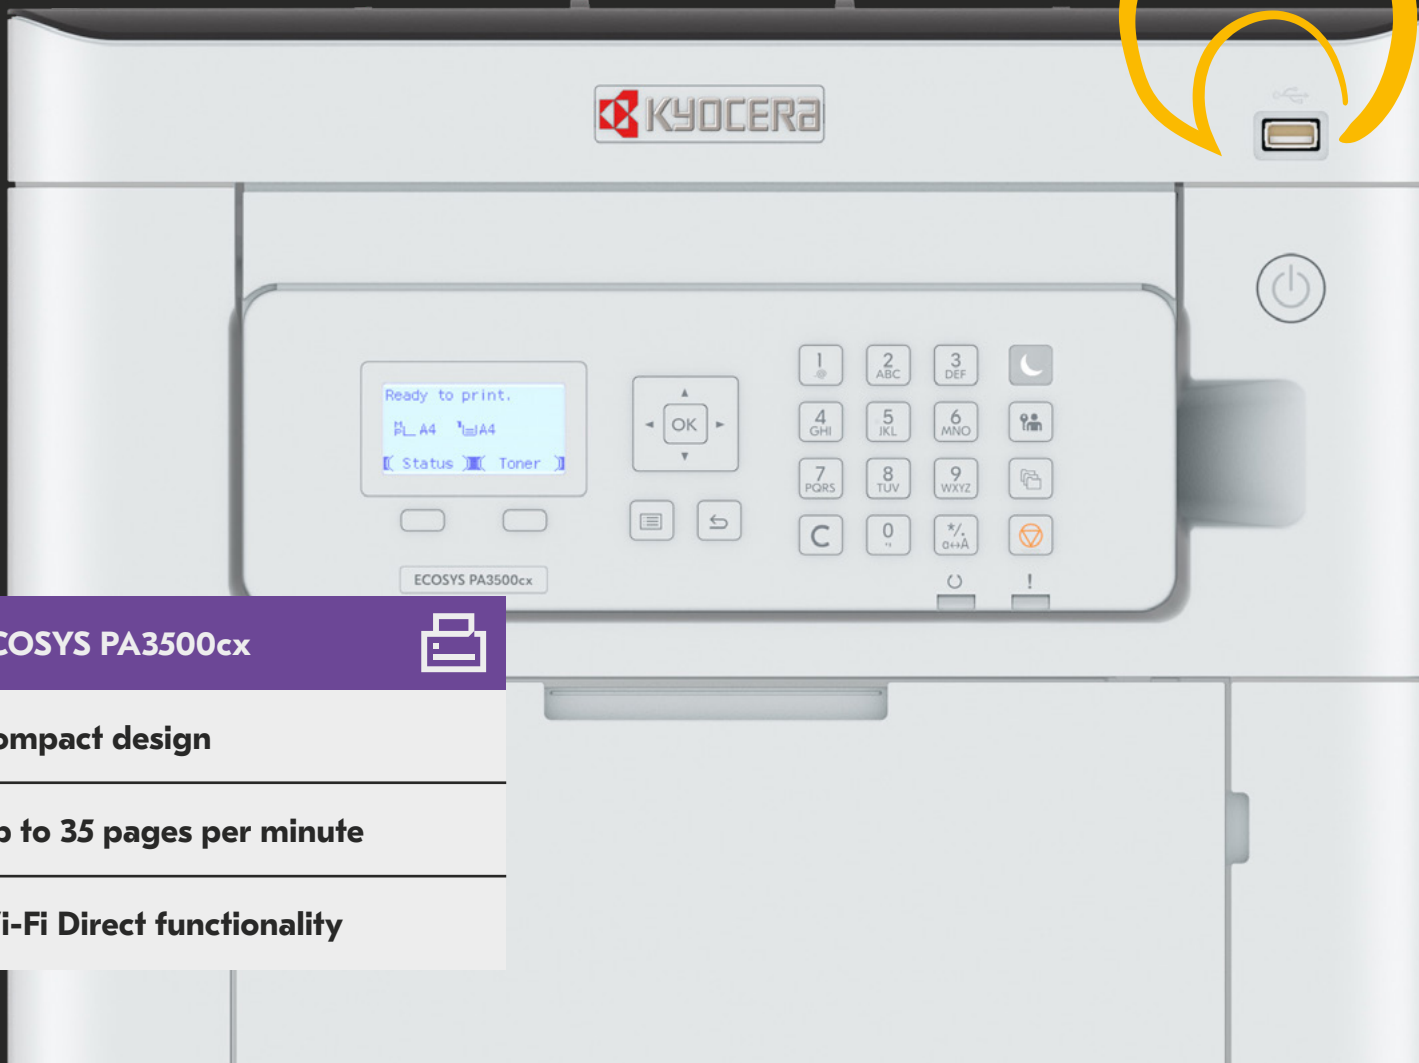 KYOCERA
Ready to print.
A4 A4
Status Toner
OK
1
.@
2
ABC
3
DEF
4
GHI
5
JKL
6
MNO
7
PQRS
8
TUV
9
WXYZ
C
0
*/.
a↔A
!
ECOSYS PA3500cx
COSYS PA3500cx
ompact design
p to 35 pages per minute
i-Fi Direct functionality